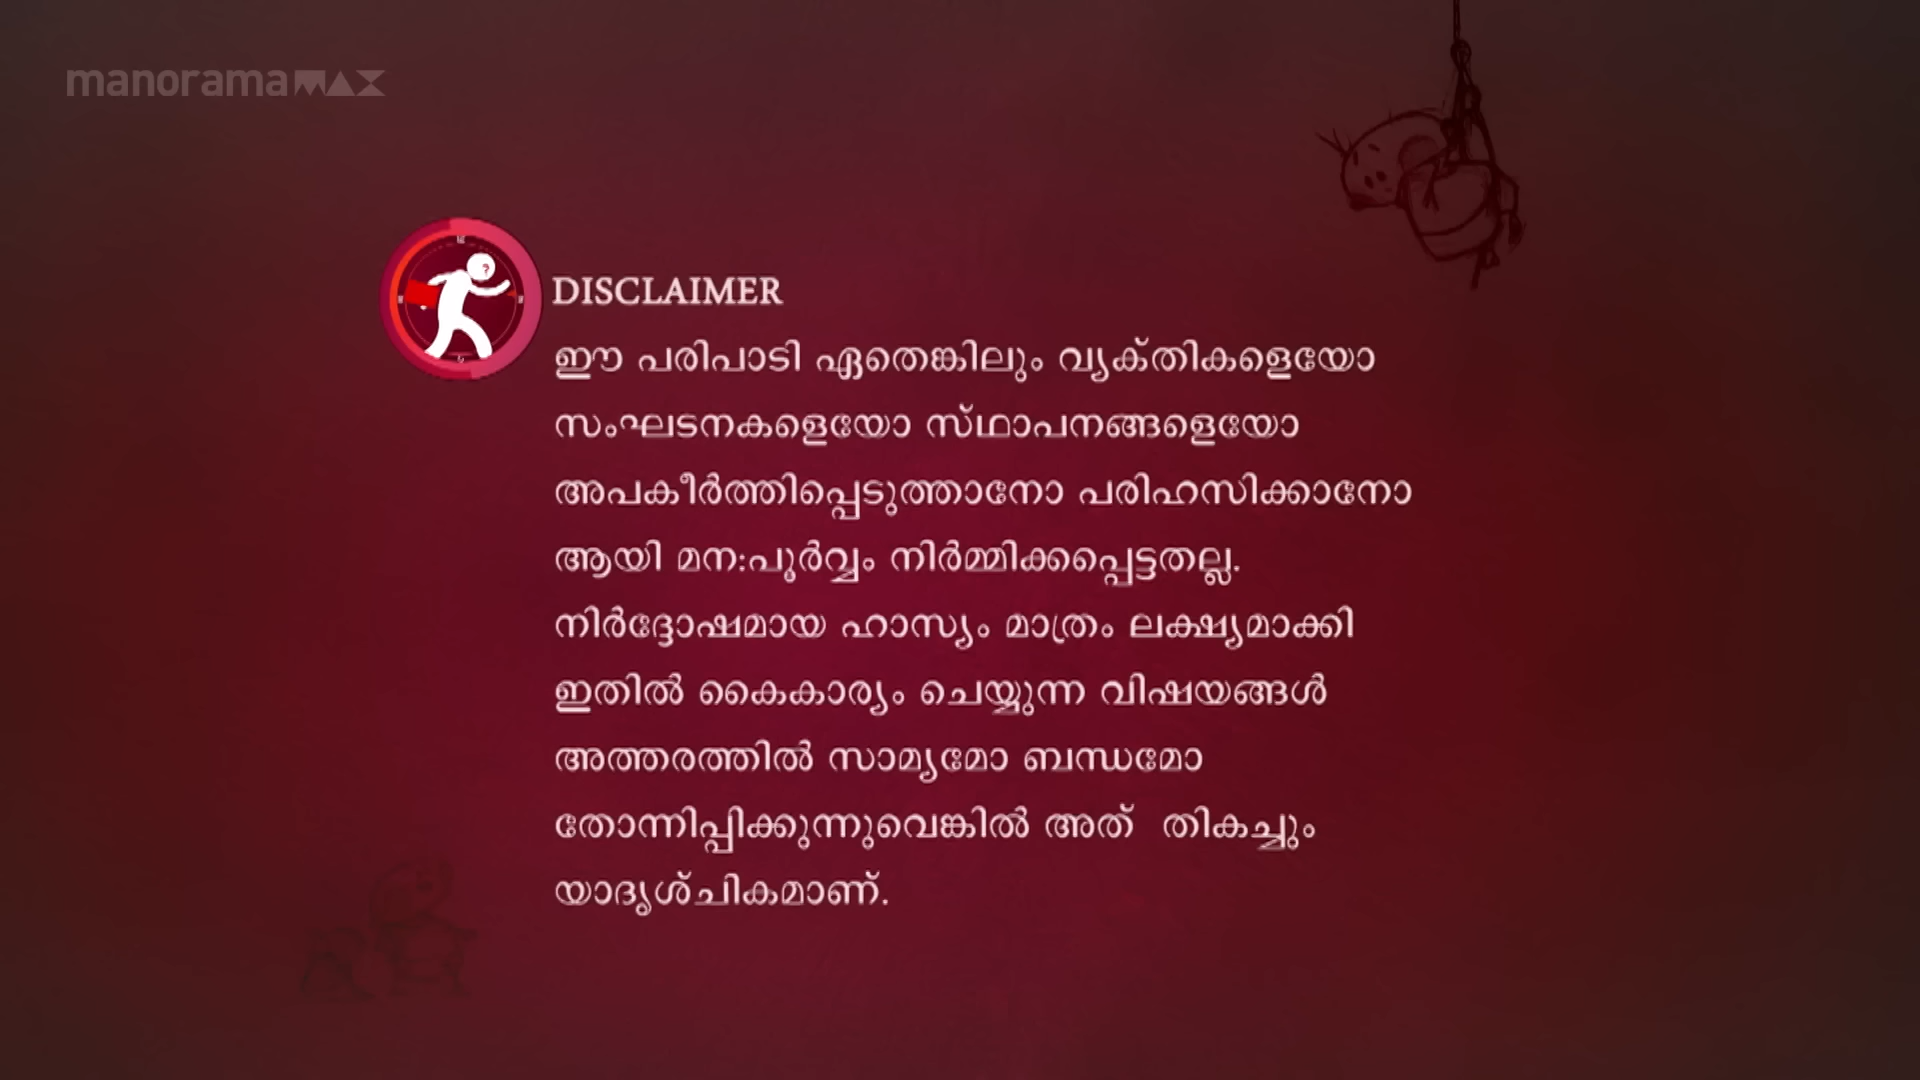 manoramaMAX
DISCLAIMER
ഈ പരിപാടി ഏതെങ്കിലും വ്യക്‌തികളെയോ
സംഘടനകളെയോ സ്‌ഥാപനങ്ങളെയോ
അപകീർത്തിപ്പെടുത്താനോ പരിഹസിക്കാനോ
ആയി മന:പൂർവ്വം നിർമ്മിക്കപ്പെട്ടതല്ല.
നിർദ്ദോഷമായ ഹാസ്യം മാത്രം ലക്ഷ്യമാക്കി
ഇതിൽ കൈകാര്യം ചെയ്യുന്ന വിഷയങ്ങൾ
അത്തരത്തിൽ സാമ്യമോ ബന്ധമോ
തോന്നിപ്പിക്കുന്നുവെങ്കിൽ അത് തികച്ചും
യാദൃശ്‌ചികമാണ്.